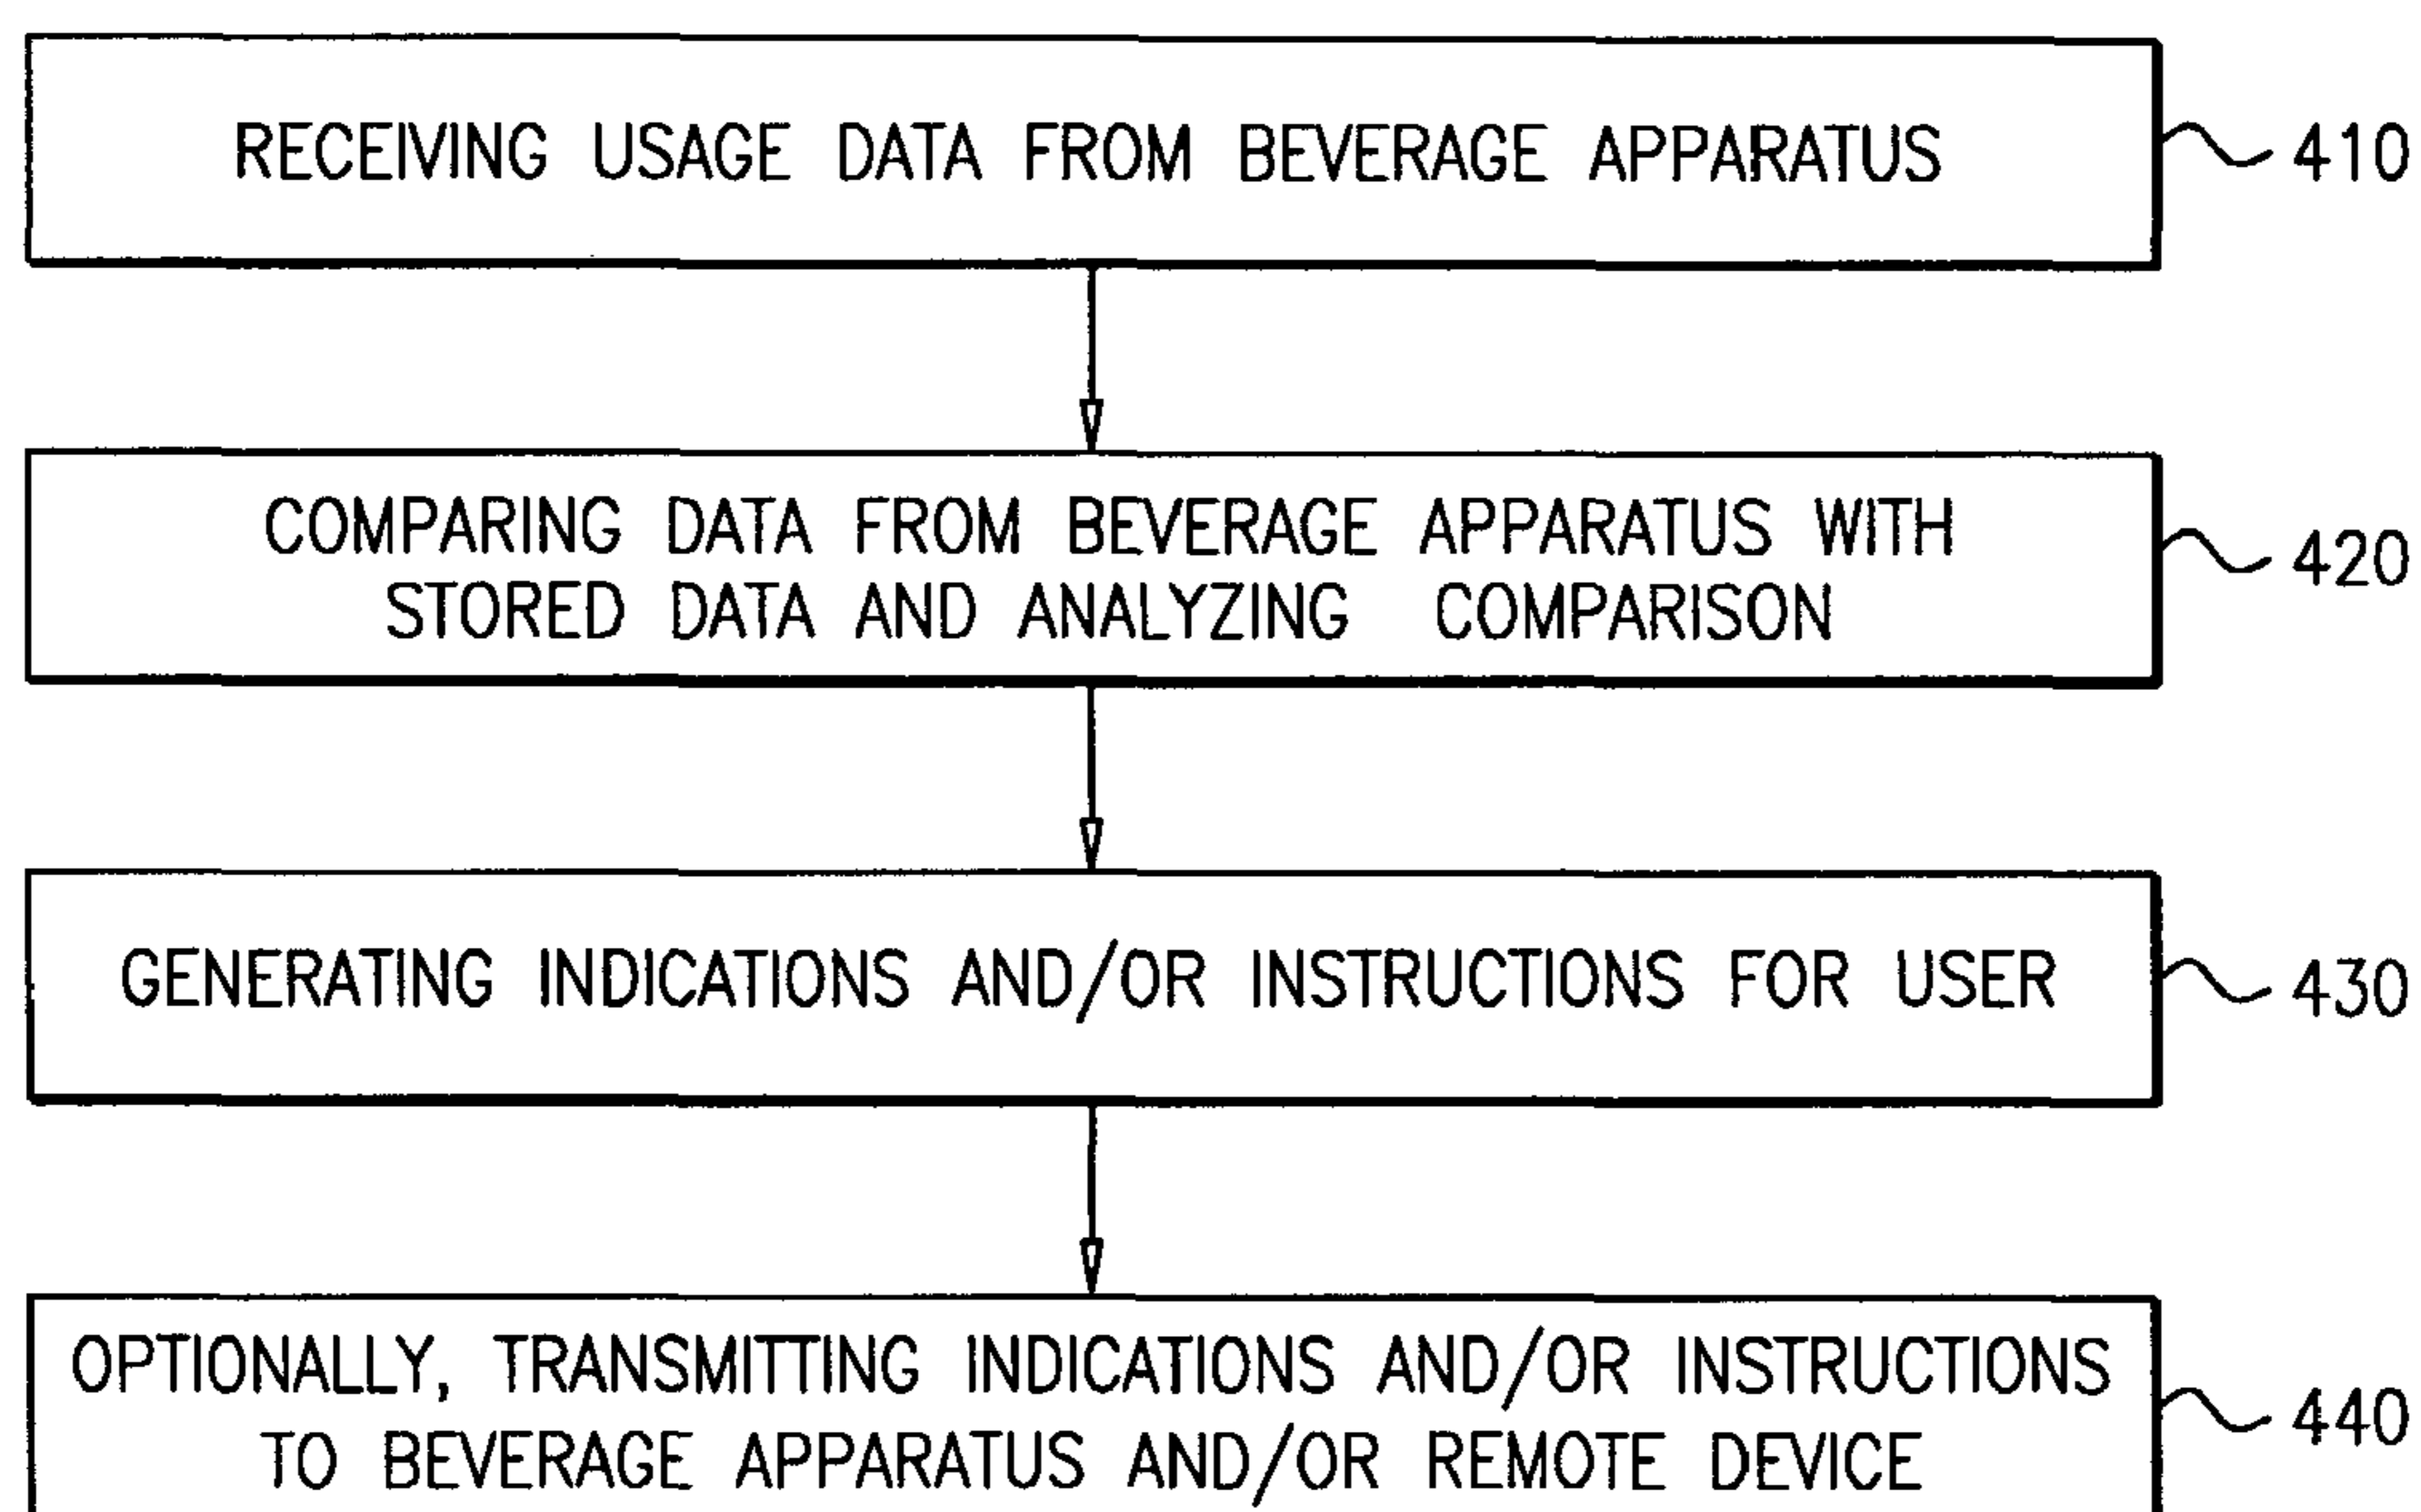 RECEIVING USAGE DATA FROM BEVERAGE APPARATUS
410
COMPARING DATA FROM BEVERAGE APPARATUS WITH
STORED DATA AND ANALYZING COMPARISON
420
GENERATING INDICATIONS AND/OR INSTRUCTIONS FOR USER
430
OPTIONALLY, TRANSMITTING INDICATIONS AND/OR INSTRUCTIONS
TO BEVERAGE APPARATUS AND/OR REMOTE DEVICE
440